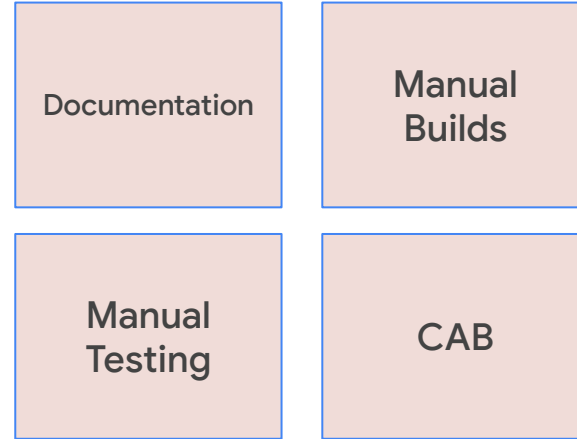 Documentation
Manual
Builds
Manual
Testing
CAB